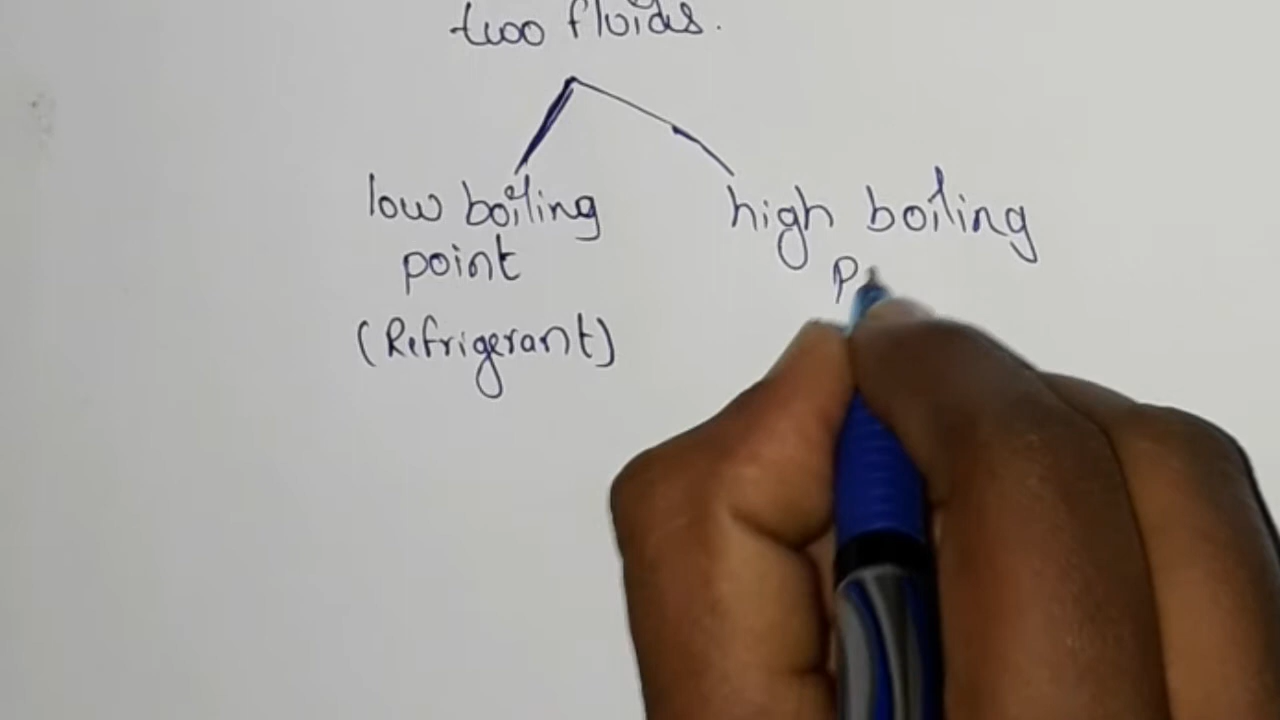 two fluids.
low boiling
point
(Refrigerant)
high boiling
P